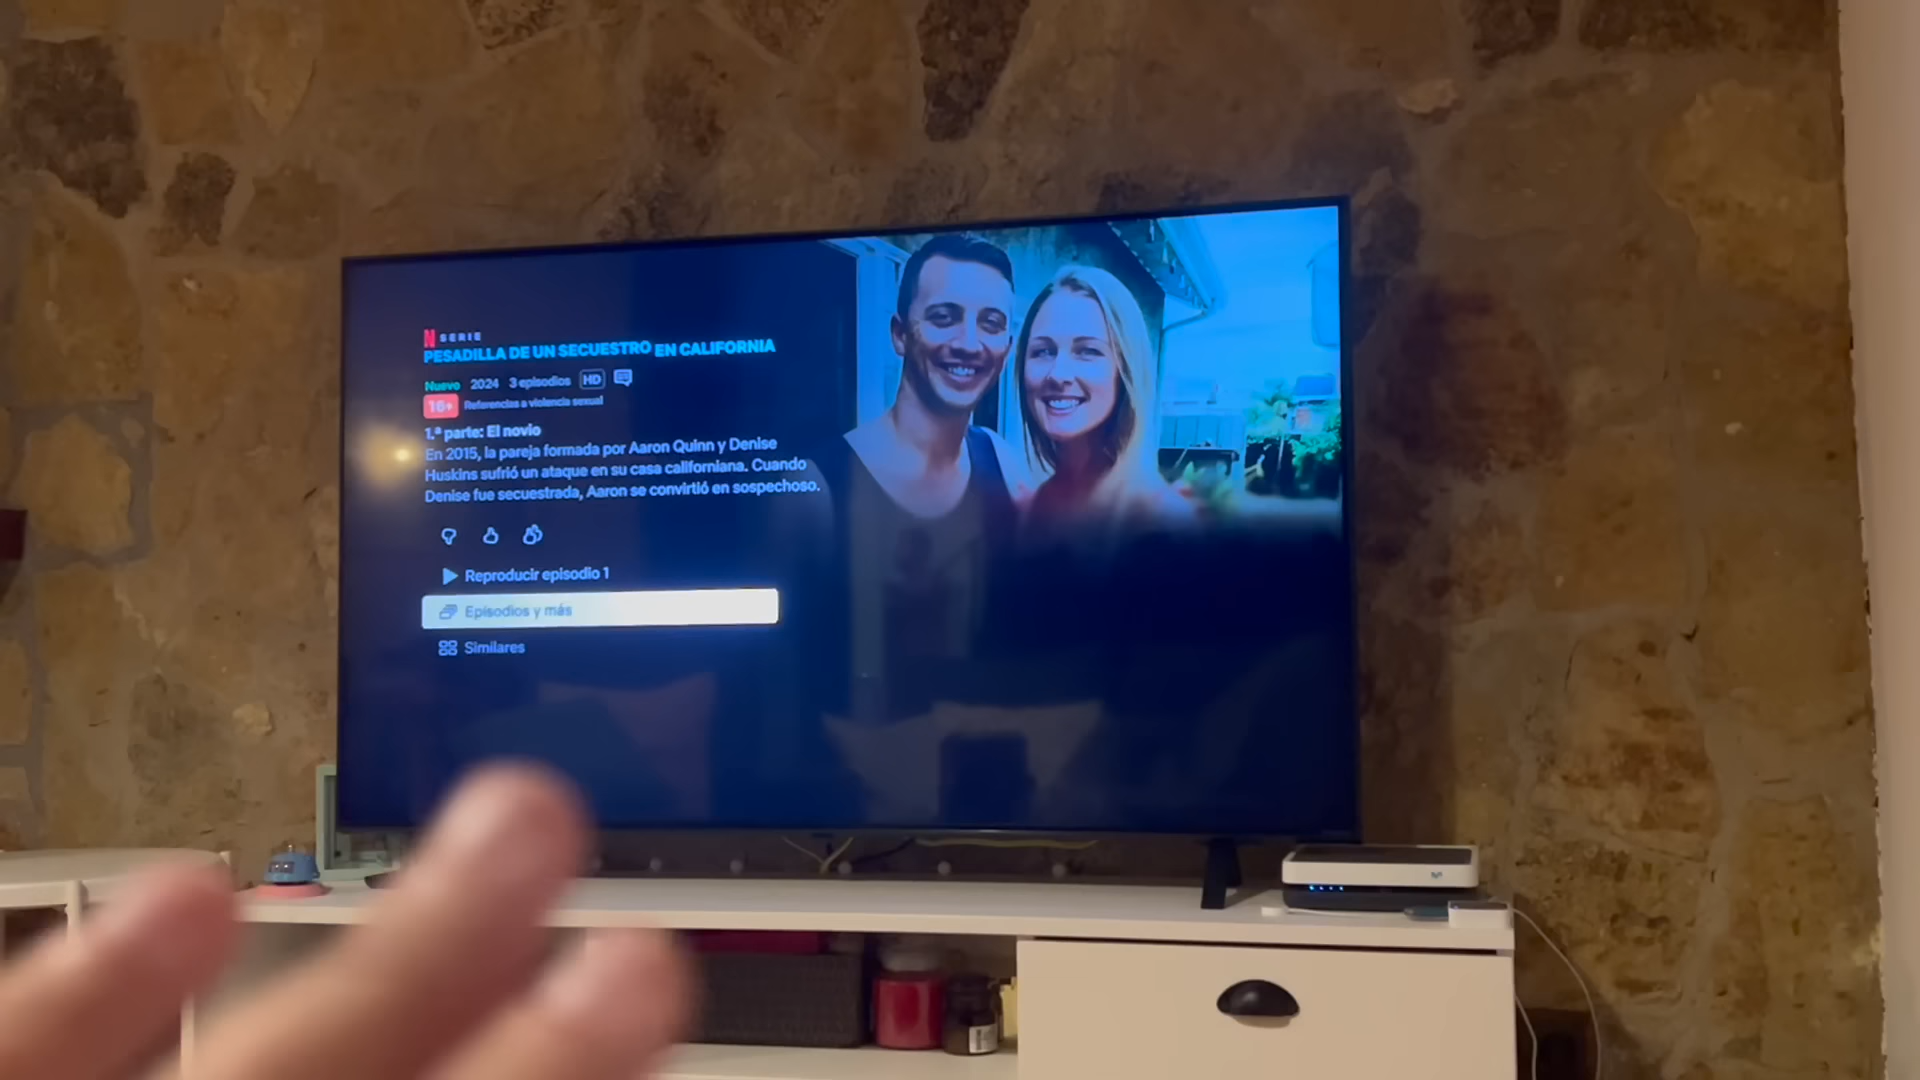 N SERIE
PESADILLA DE UN SECUESTRO EN CALIFORNIA
Nuevo 2024 3 episodios HD
16+ Referencias a violencia sexual
1.ª parte: El novio
En 2015, la pareja formada por Aaron Quinn y Denise
Huskins sufrió un ataque en su casa californiana. Cuando
Denise fue secuestrada, Aaron se convirtió en sospechoso.
Reproducir episodio 1
Episodios y más
Similares